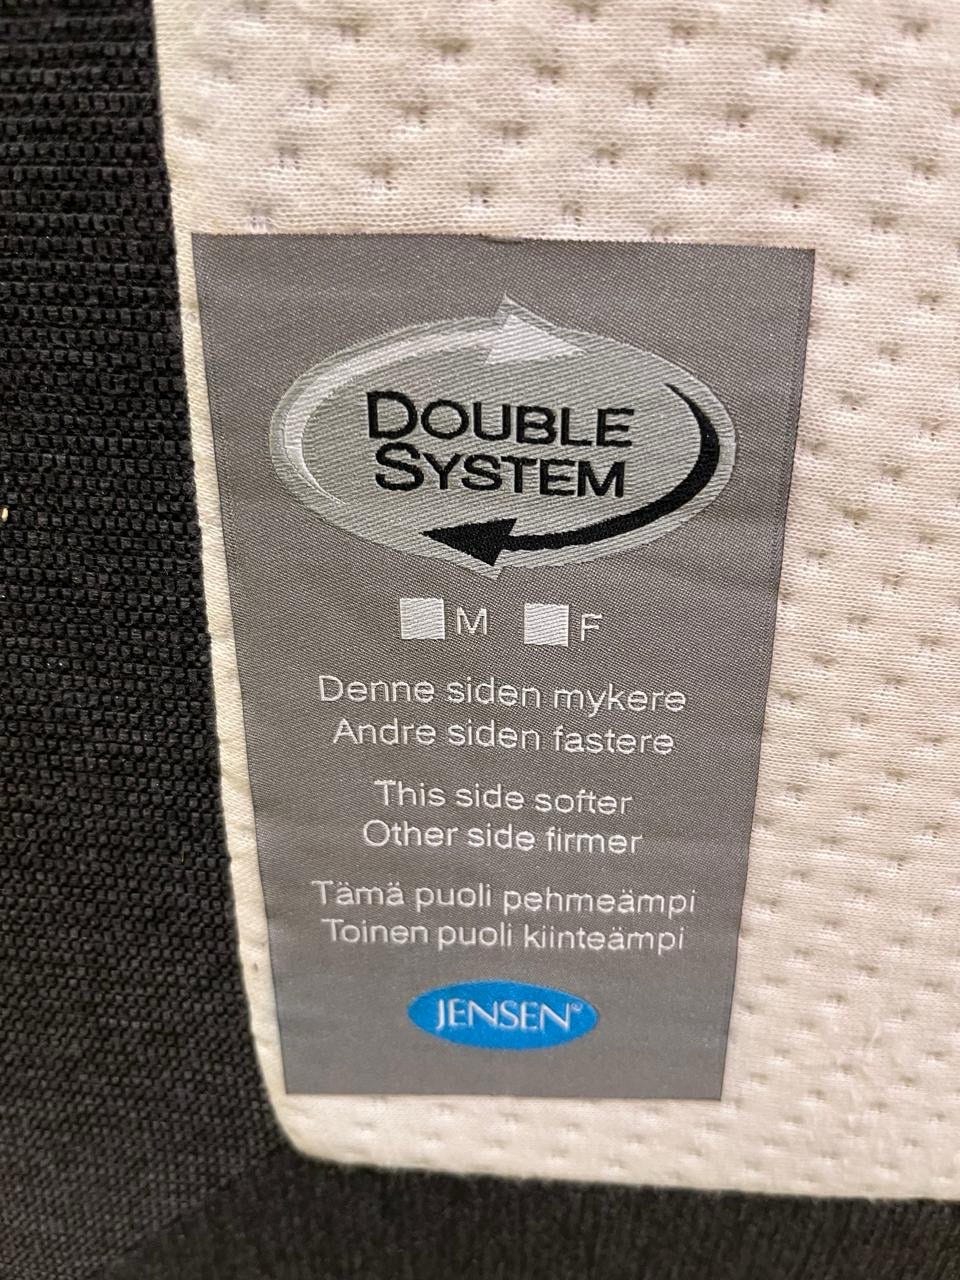 DOUBLE
SYSTEM
M F
Denne siden mykere
Andre siden fastere
This side softer
Other side firmer
Tämä puoli pehmeämpi
Toinen puoli kiinteämpi
JENSEN®